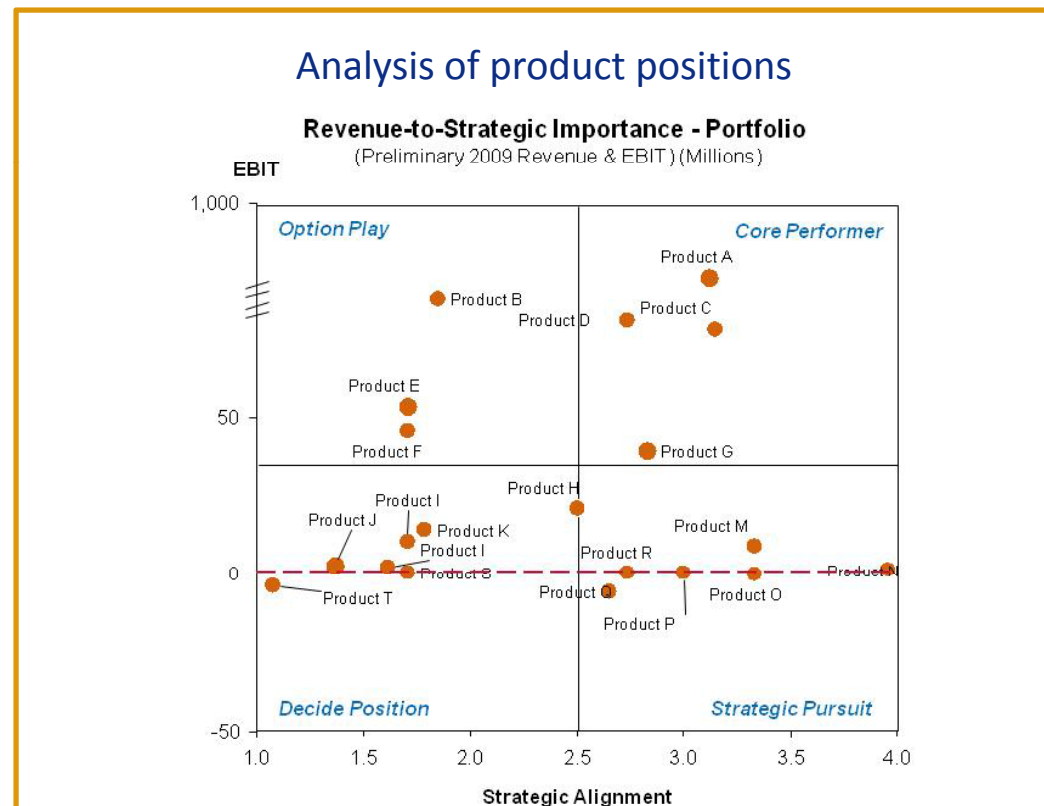 Analysis of product positions
Revenue-to-Strategic Importance - Portfolio
(Preliminary 2009 Revenue & EBIT) (Millions)
EBIT
1,000
Option Play
Core Performer
Product A
Product B
Product C
Product D
Product E
50
Product F
Product G
Product H
Product I
Product J
Product K
Product M
Product I
Product R
0
Product S
Product N
Product Q
Product T
Product O
Product P
Decide Position
Strategic Pursuit
-50
1.0
1.5
2.0
2.5
3.0
3.5
4.0
Strategic Alignment